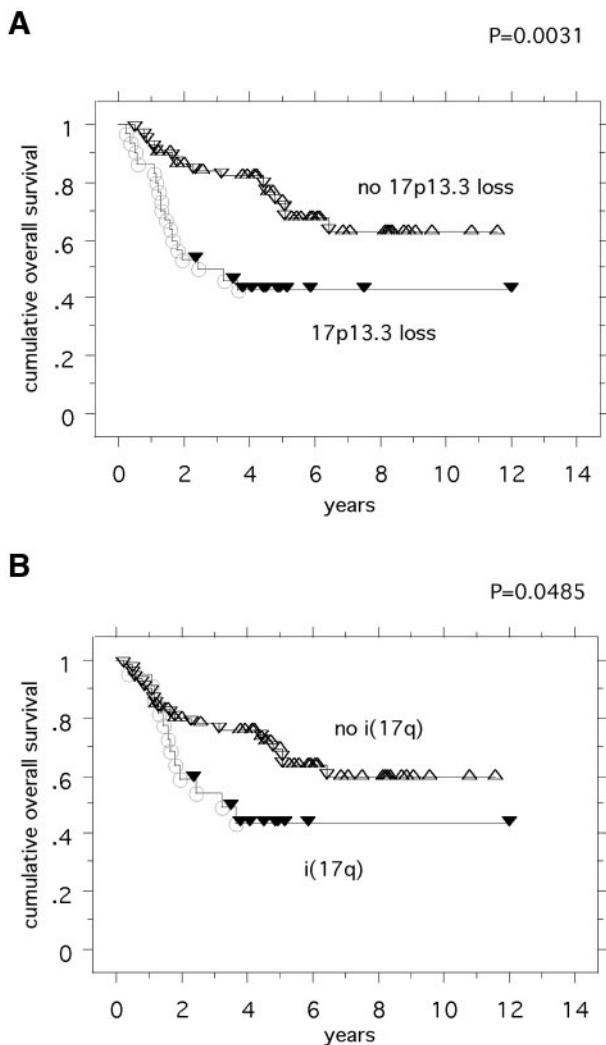 A
P=0.0031
cumulative overall survival
1
.8
.6
.4
.2
0
no 17p13.3 loss
17p13.3 loss
0 2 4 6 8 10 12 14
years
B
P=0.0485
cumulative overall survival
1
.8
.6
.4
.2
0
no i(17q)
i(17q)
0 2 4 6 8 10 12 14
years